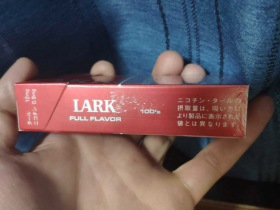 LARK
100's
FULL FLAVOR
ニコチン・タールの
摂取量は、吸い方に
より製品に表示された
値とは異なります。